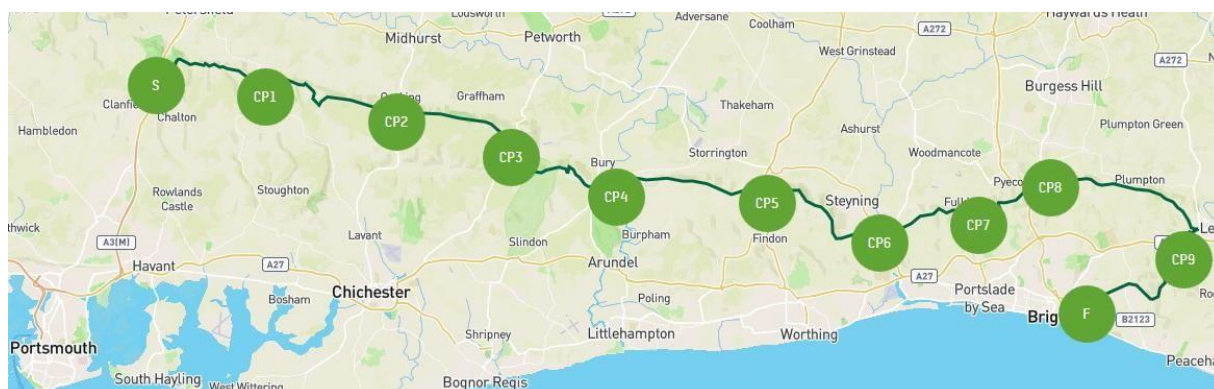 Midhurst
Petworth
Adversane
Coolham
A272
A272
West Grinstead
Haywards Heath
A272
S
Clanfield
Chalton
Hambledon
CP1
CP2
Graffham
Thakeham
Burgess Hill
Ashurst
Plumpton Green
CP3
Bury
Storrington
Woodmancote
Rowlands
Castle
Stoughton
CP4
CP5
Steyning
CP8
Plumpton
A3(M)
Lavant
Slindon
Burpham
Findon
CP6
CP7
CP9
Havant
A27
Bosham
Chichester
Arundel
Poling
A27
Portslade
by Sea
F
B2123
Portsmouth
Shripney
Littlehampton
Worthing
South Hayling
West Wittering
Bognor Regis